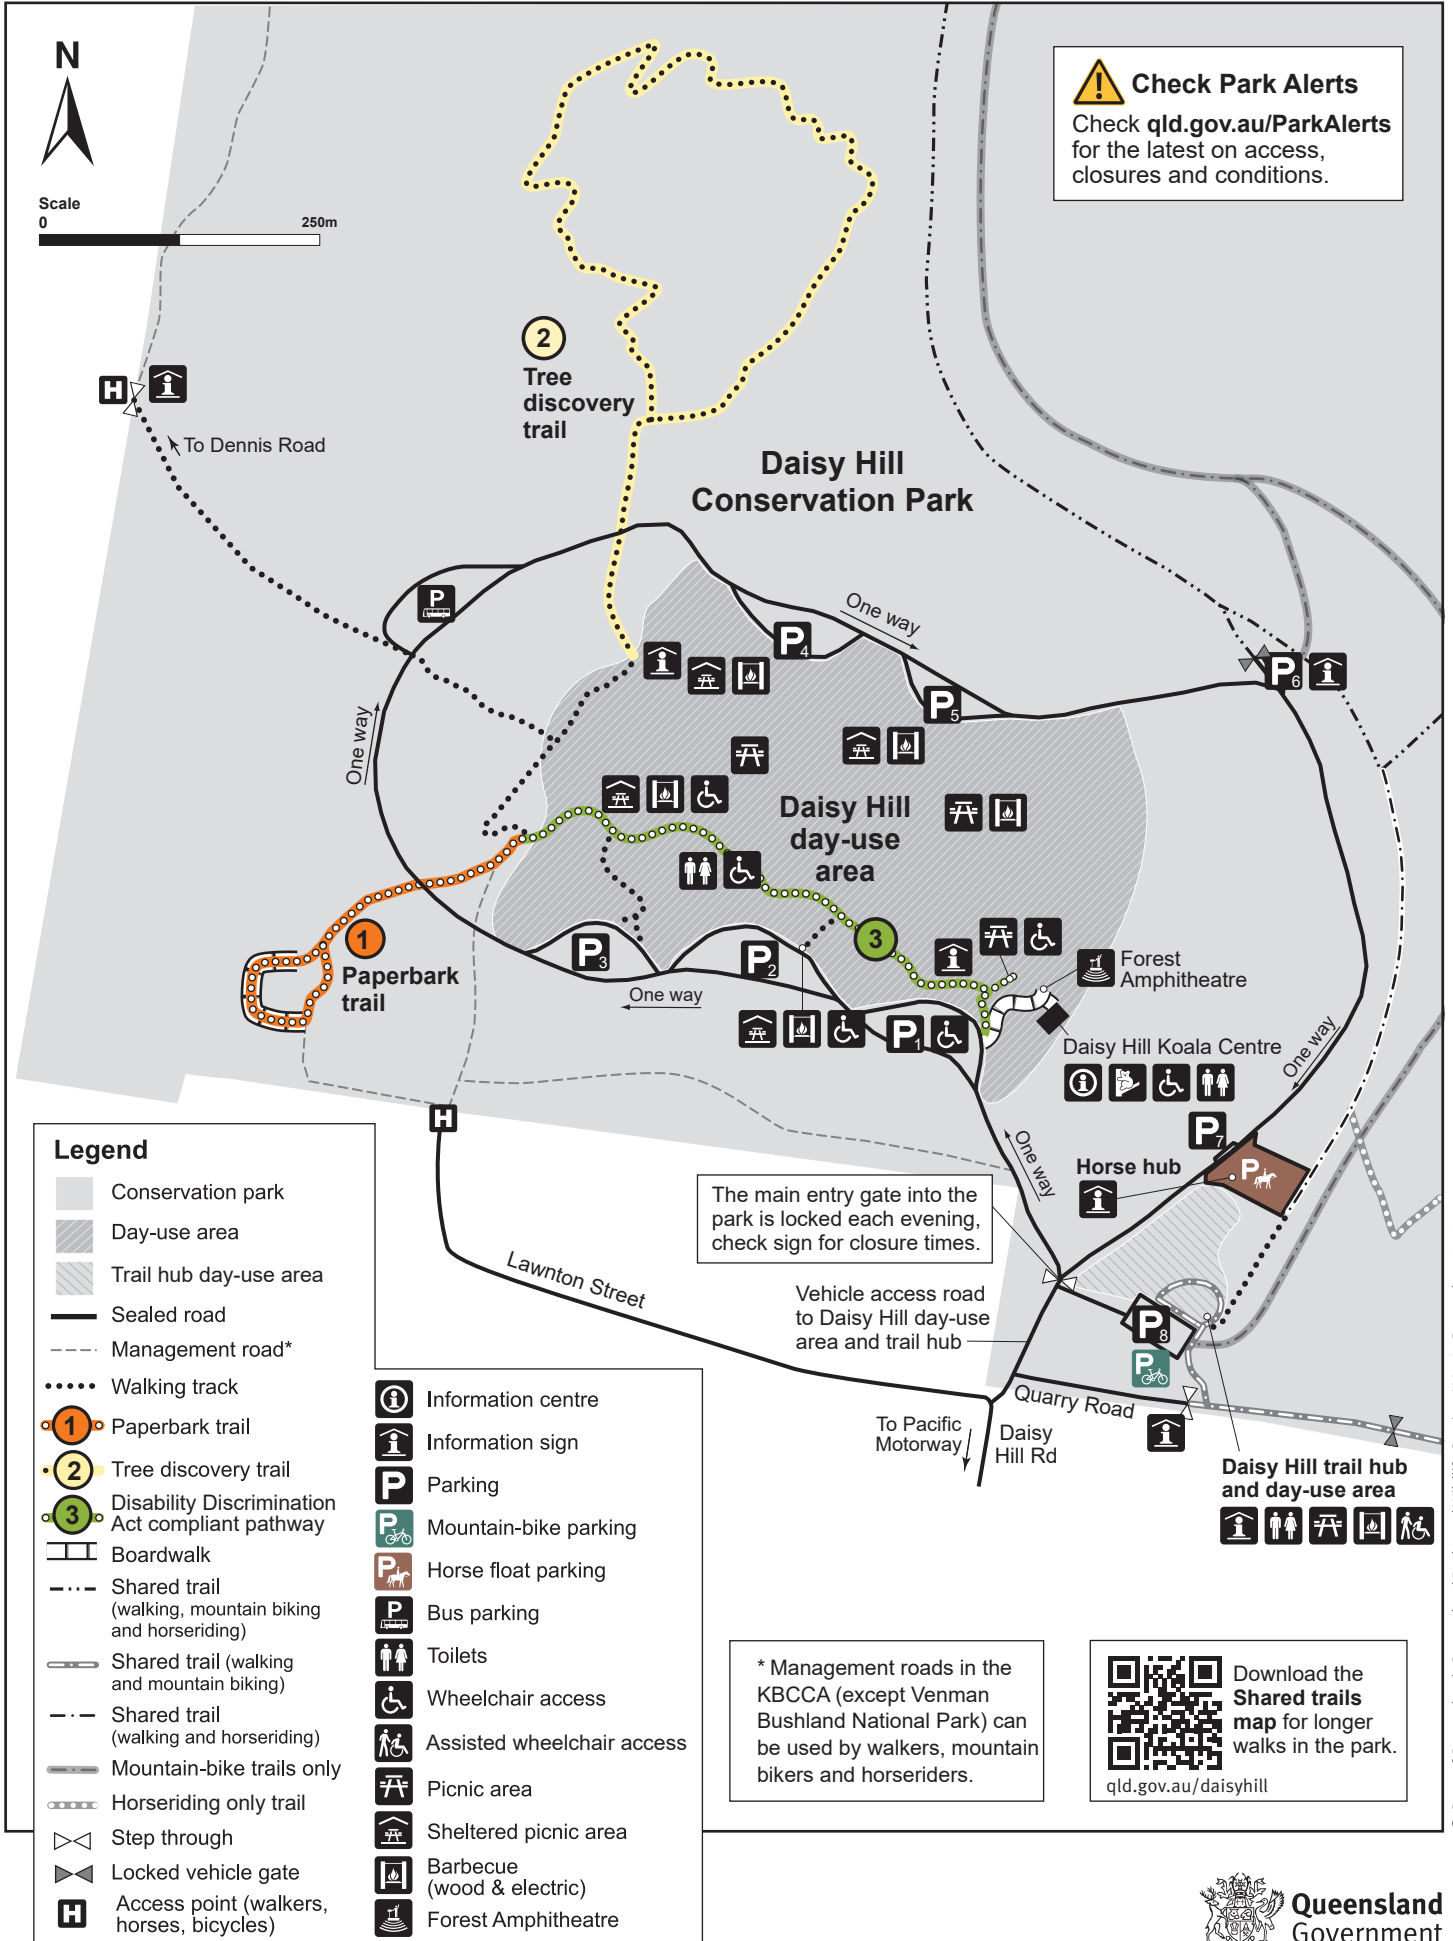 N
Scale
0 250m
Check Park Alerts
Check qld.gov.au/ParkAlerts
for the latest on access,
closures and conditions.
2
Tree
discovery
trail
H
To Dennis Road
Daisy Hill
Conservation Park
P
One way
P4
P5
P6
One way
Daisy Hill
day-use
area
1
Paperbark
trail
3
P3
P2
One way
P1
Forest
Amphitheatre
Daisy Hill Koala Centre
One way
H
P7
Horse hub
P
One way
The main entry gate into the
park is locked each evening,
check sign for closure times.
Lawnton Street
Vehicle access road
to Daisy Hill day-use
area and trail hub
P8
P
Quarry Road
To Pacific
Motorway
Daisy
Hill Rd
Daisy Hill trail hub
and day-use area
Legend
Conservation park
Day-use area
Trail hub day-use area
Sealed road
Management road*
Walking track
1 Paperbark trail
2 Tree discovery trail
3 Disability Discrimination
Act compliant pathway
Boardwalk
Shared trail
(walking, mountain biking
and horseriding)
Shared trail (walking
and mountain biking)
Shared trail
(walking and horseriding)
Mountain-bike trails only
Horseriding only trail
Step through
Locked vehicle gate
H Access point (walkers,
horses, bicycles)
Information centre
Information sign
P Parking
P Mountain-bike parking
P Horse float parking
P Bus parking
Toilets
Wheelchair access
Assisted wheelchair access
Picnic area
Sheltered picnic area
Barbecue
(wood & electric)
Forest Amphitheatre
* Management roads in the
KBCCA (except Venman
Bushland National Park) can
be used by walkers, mountain
bikers and horseriders.
Download the
Shared trails
map for longer
walks in the park.
qld.gov.au/daisyhill
Queensland
Government